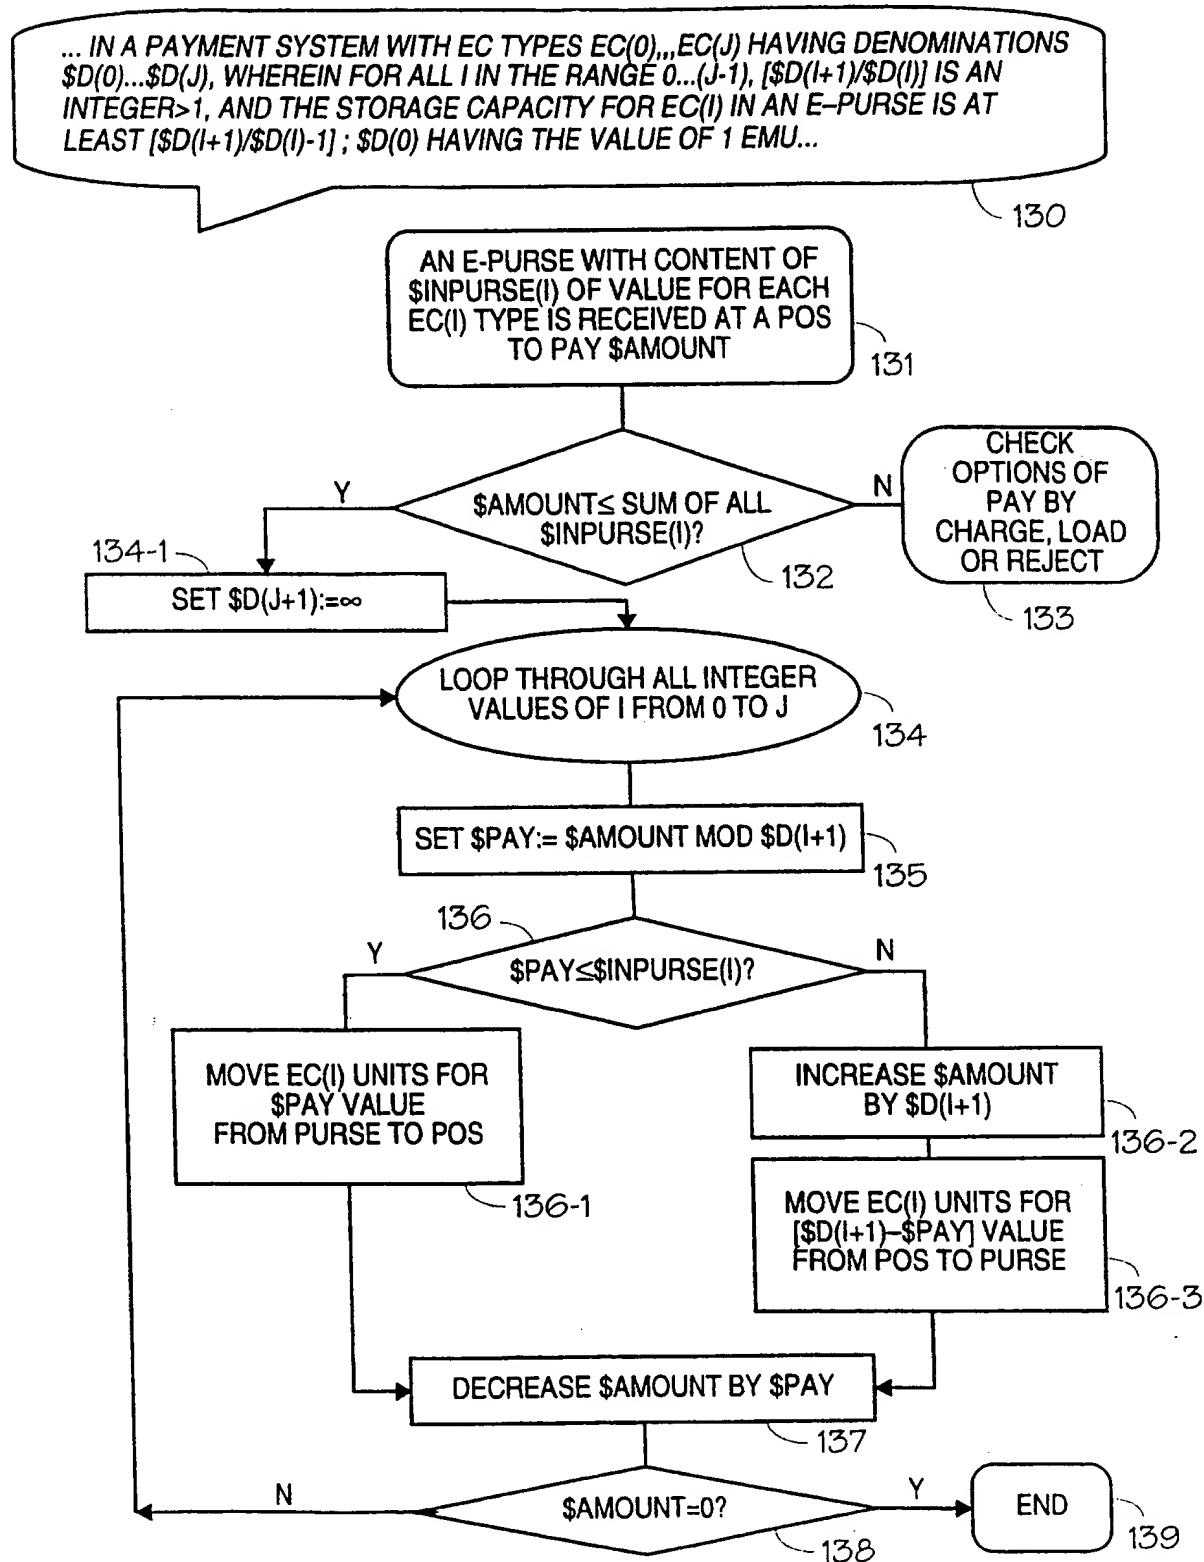 ... IN A PAYMENT SYSTEM WITH EC TYPES EC(0),,,EC(J) HAVING DENOMINATIONS
$D(0)...$D(J), WHEREIN FOR ALL I IN THE RANGE 0...(J-1), [$D(I+1)/$D(I)] IS AN
INTEGER>1, AND THE STORAGE CAPACITY FOR EC(I) IN AN E–PURSE IS AT
LEAST [$D(I+1)/$D(I)-1] ; $D(0) HAVING THE VALUE OF 1 EMU...
130
AN E-PURSE WITH CONTENT OF
$INPURSE(I) OF VALUE FOR EACH
EC(I) TYPE IS RECEIVED AT A POS
TO PAY $AMOUNT
131
$AMOUNT≤ SUM OF ALL
$INPURSE(I)?
132
Y
N
CHECK
OPTIONS OF
PAY BY
CHARGE, LOAD
OR REJECT
133
134-1
SET $D(J+1):=∞
LOOP THROUGH ALL INTEGER
VALUES OF I FROM 0 TO J
134
SET $PAY:= $AMOUNT MOD $D(I+1)
135
136
Y
$PAY≤$INPURSE(I)?
N
MOVE EC(I) UNITS FOR
$PAY VALUE
FROM PURSE TO POS
136-1
INCREASE $AMOUNT
BY $D(I+1)
136-2
MOVE EC(I) UNITS FOR
[$D(I+1)–$PAY] VALUE
FROM POS TO PURSE
136-3
DECREASE $AMOUNT BY $PAY
137
N
$AMOUNT=0?
138
Y
END
139